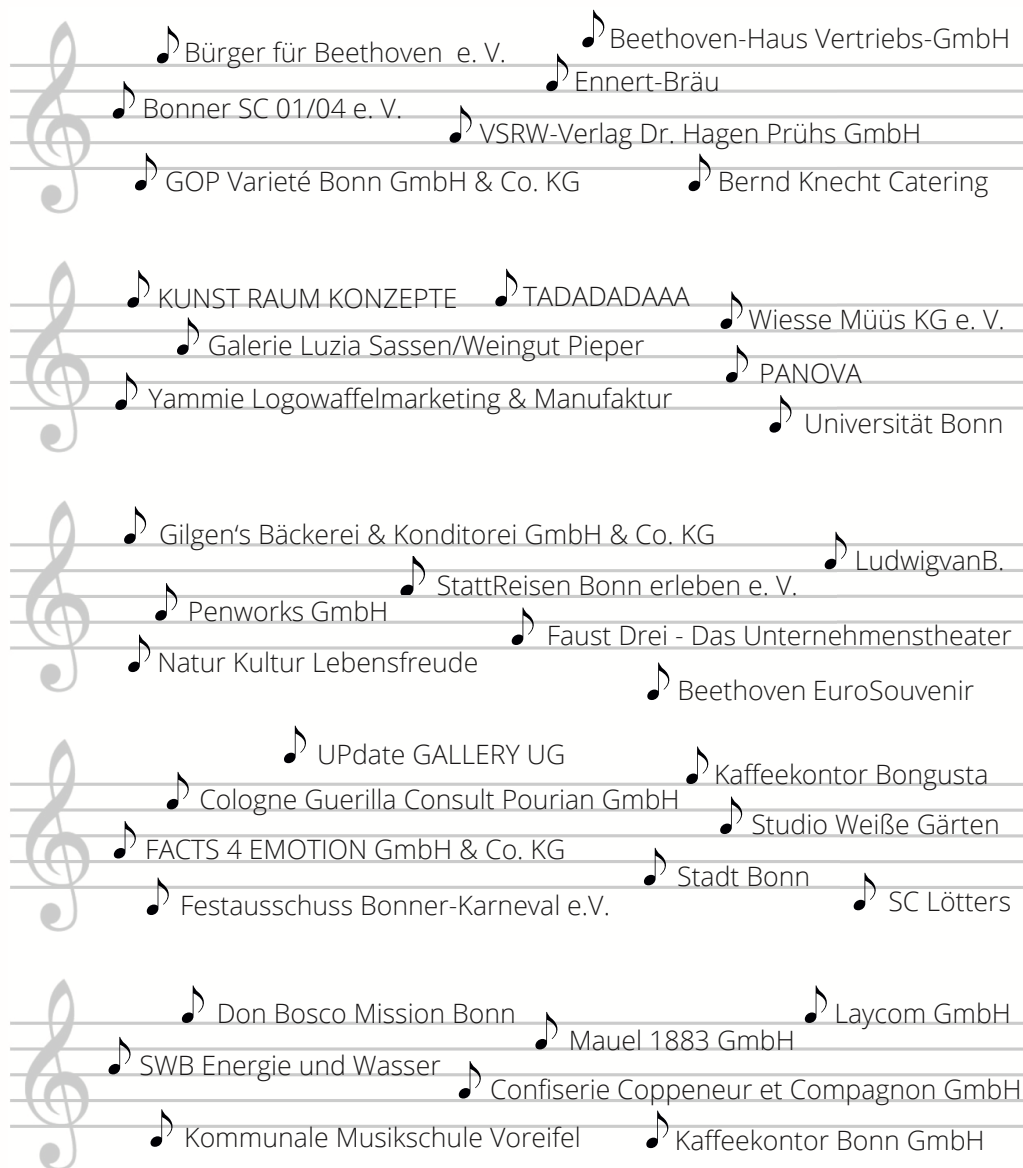 Bürger für Beethoven e. V.
Beethoven-Haus Vertriebs-GmbH
Ennert-Bräu
Bonner SC 01/04 e. V.
VSRW-Verlag Dr. Hagen Prühs GmbH
GOP Varieté Bonn GmbH & Co. KG
Bernd Knecht Catering
KUNST RAUM KONZEPTE
TADADADAAA
Wiesse Müüs KG e. V.
Galerie Luzia Sassen/Weingut Pieper
PANOVA
Yammie Logowaffelmarketing & Manufaktur
Universität Bonn
Gilgen‘s Bäckerei & Konditorei GmbH & Co. KG
LudwigvanB.
StattReisen Bonn erleben e. V.
Penworks GmbH
Faust Drei - Das Unternehmenstheater
Natur Kultur Lebensfreude
Beethoven EuroSouvenir
UPdate GALLERY UG
Kaffeekontor Bongusta
Cologne Guerilla Consult Pourian GmbH
Studio Weiße Gärten
FACTS 4 EMOTION GmbH & Co. KG
Stadt Bonn
Festausschuss Bonner-Karneval e.V.
SC Lötters
Don Bosco Mission Bonn
Laycom GmbH
Mauel 1883 GmbH
SWB Energie und Wasser
Confiserie Coppeneur et Compagnon GmbH
Kommunale Musikschule Voreifel
Kaffeekontor Bonn GmbH